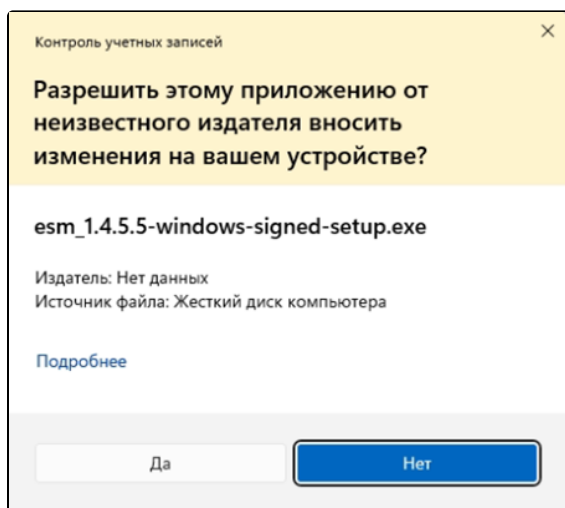 Контроль учетных записей
Разрешить этому приложению от
неизвестного издателя вносить
изменения на вашем устройстве?
esm_1.4.5.5-windows-signed-setup.exe
Издатель: Нет данных
Источник файла: Жесткий диск компьютера
Подробнее
Да
Нет